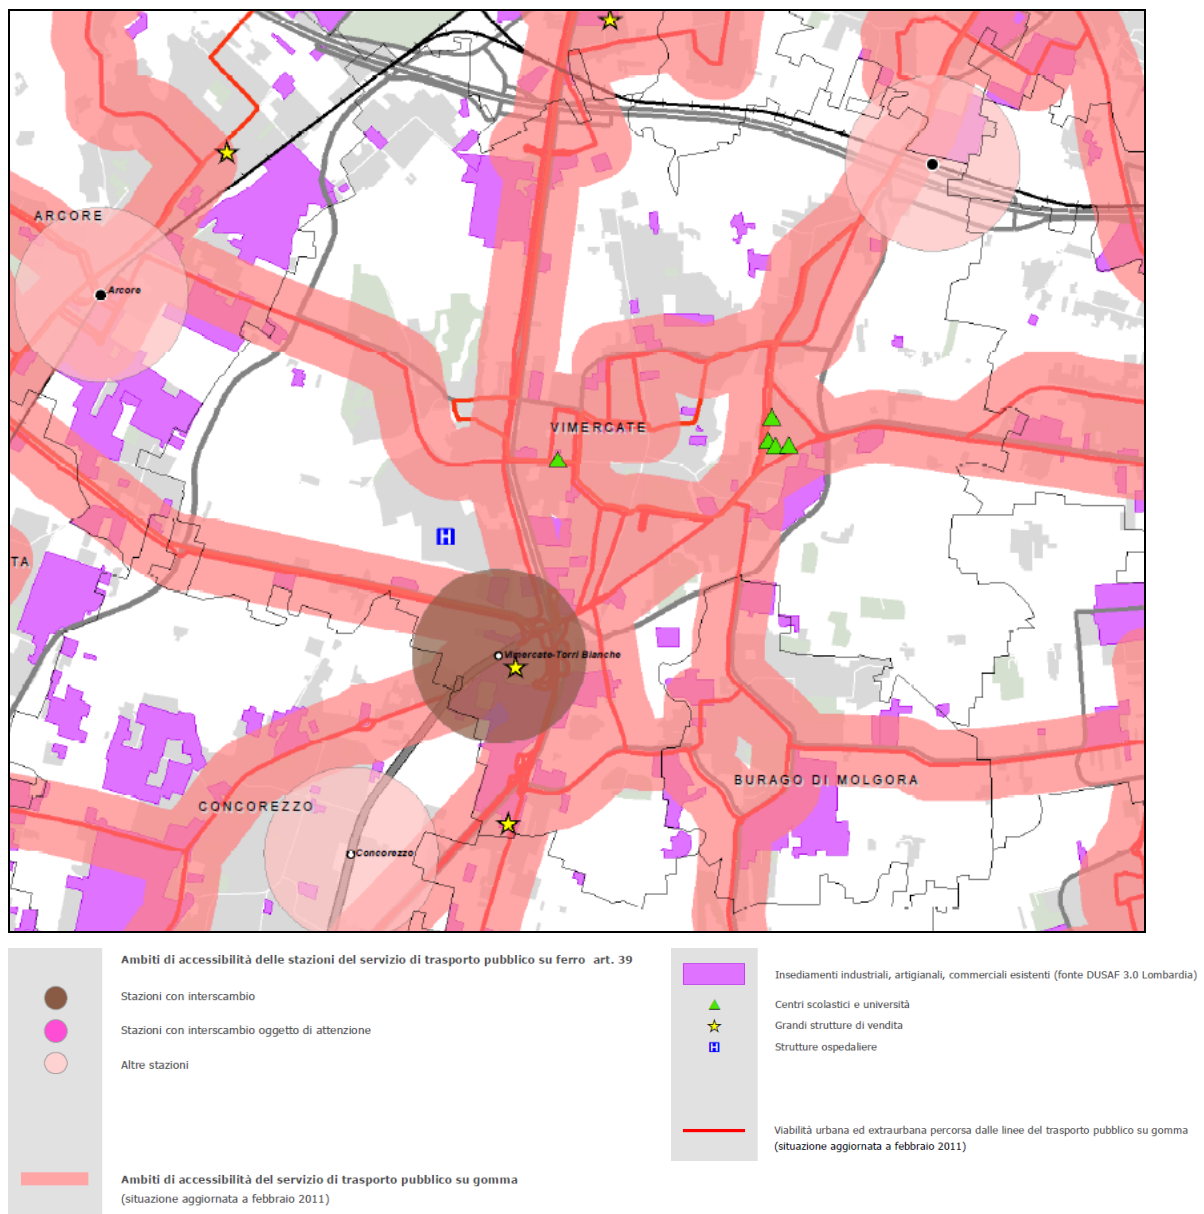 ARCORE
Arcore
VIMERCATE
H
TA
Vimercate-Torri Bianche
BURAGO DI MOLGORA
CONCOREZZO
Concorezzo
Ambiti di accessibilità delle stazioni del servizio di trasporto pubblico su ferro art. 39
Stazioni con interscambio
Stazioni con interscambio oggetto di attenzione
Altre stazioni
Ambiti di accessibilità del servizio di trasporto pubblico su gomma
(situazione aggiornata a febbraio 2011)
Insediamenti industriali, artigianali, commerciali esistenti (fonte DUSAF 3.0 Lombardia)
Centri scolastici e università
Grandi strutture di vendita
H Strutture ospedaliere
Viabilità urbana ed extraurbana percorsa dalle linee del trasporto pubblico su gomma
(situazione aggiornata a febbraio 2011)